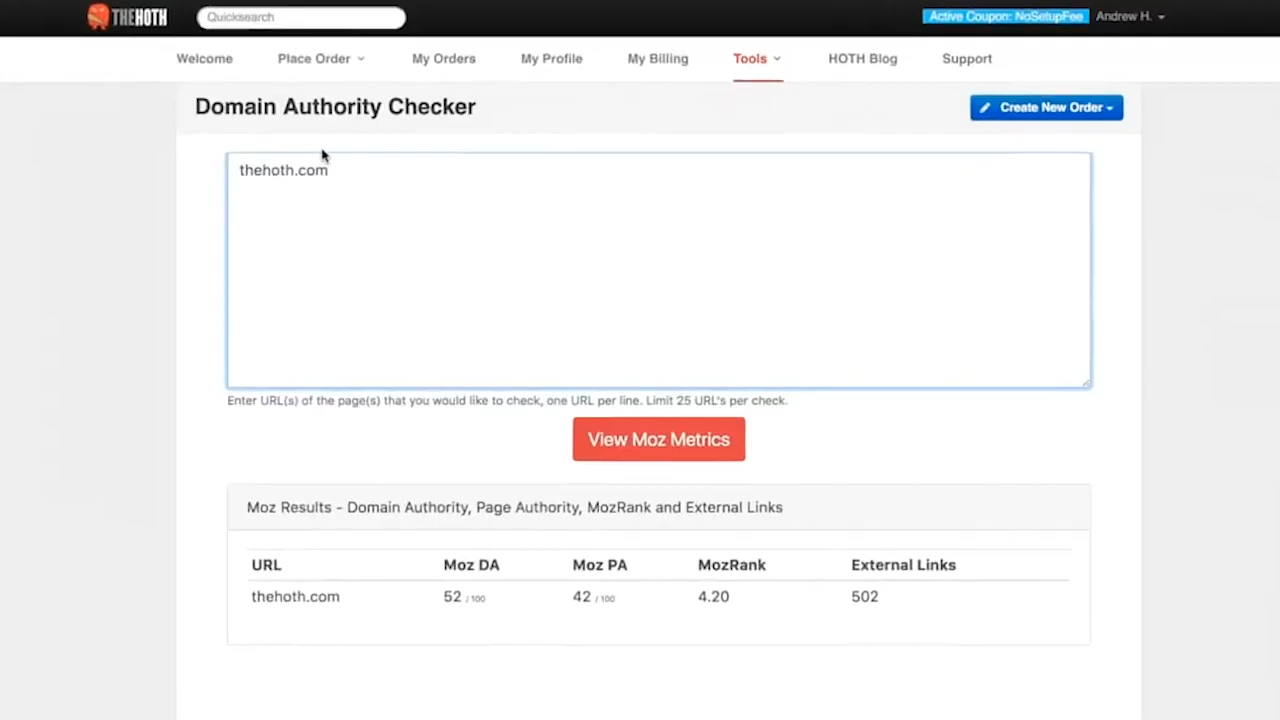 THEHOTH Quicksearch Active Coupon: NoSetupFee Andrew H.
Welcome Place Order My Orders My Profile My Billing Tools HOTH Blog Support
Domain Authority Checker Create New Order
thehoth.com
Enter URL(s) of the page(s) that you would like to check, one URL per line. Limit 25 URL's per check.
View Moz Metrics
Moz Results - Domain Authority, Page Authority, MozRank and External Links
URL Moz DA Moz PA MozRank External Links
thehoth.com 52 / 100 42 / 100 4.20 502